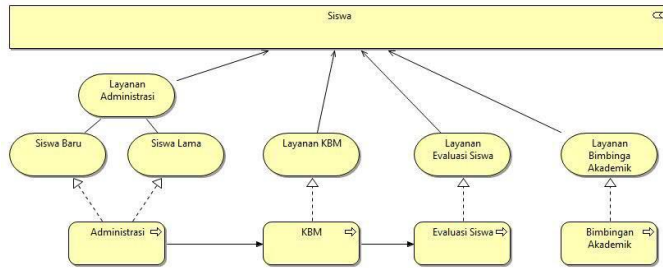 Siswa
Layanan
Administrasi
Siswa Baru
Siswa Lama
Layanan KBM
Layanan
Evaluasi Siswa
Layanan
Bimbinga
Akademik
Administrasi
KBM
Evaluasi Siswa
Bimbingan
Akademik